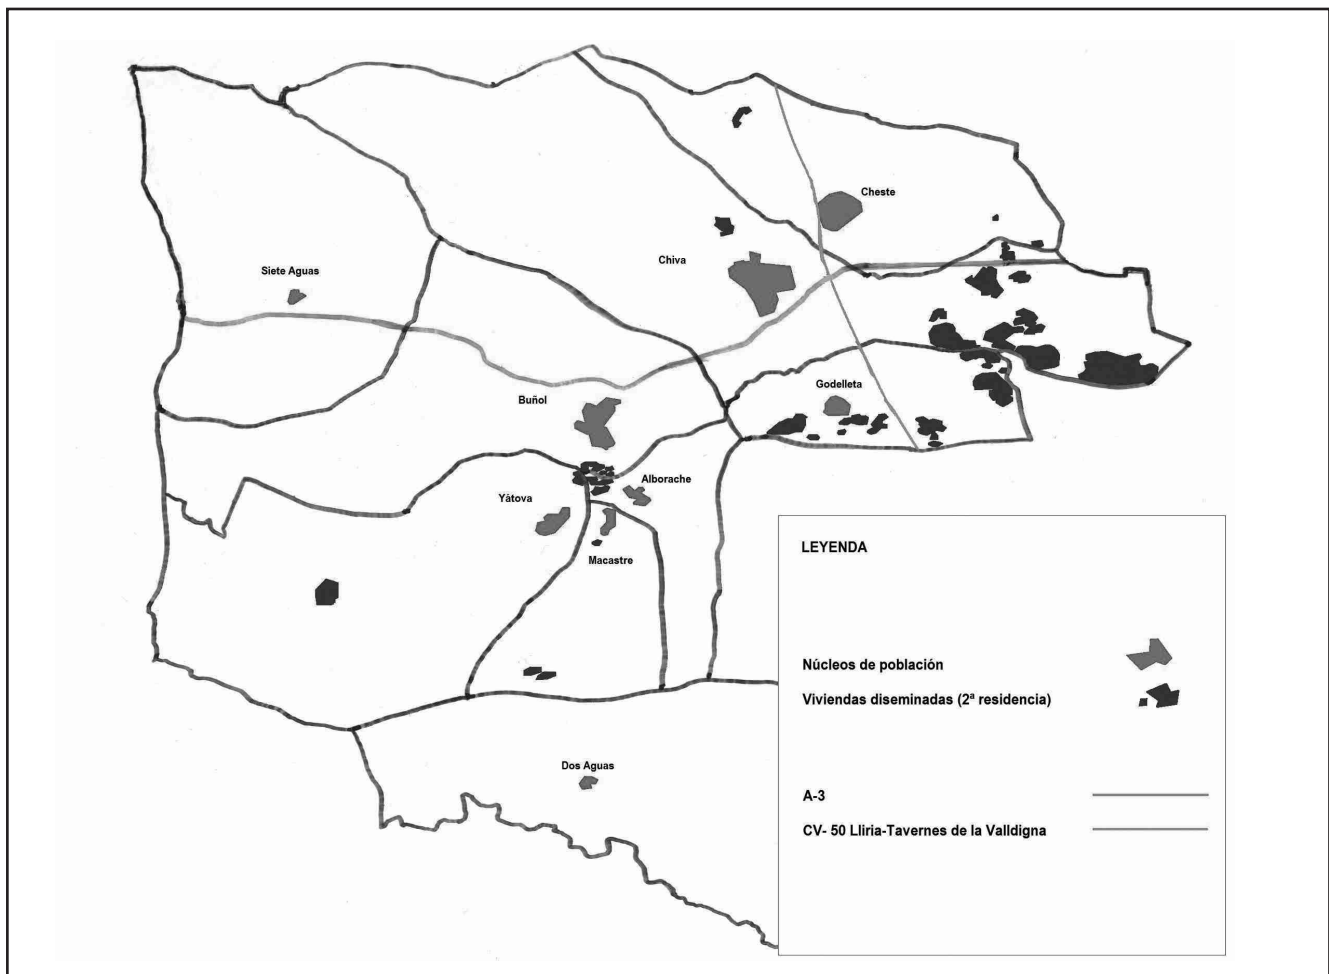 Cheste
Chiva
Siete Aguas
Godelleta
Buñol
Alborache
Yátova
Macastre
Dos Aguas
LEYENDA
Núcleos de población
Viviendas diseminadas (2ª residencia)
A-3
CV- 50 Lliria-Tavernes de la Valldigna